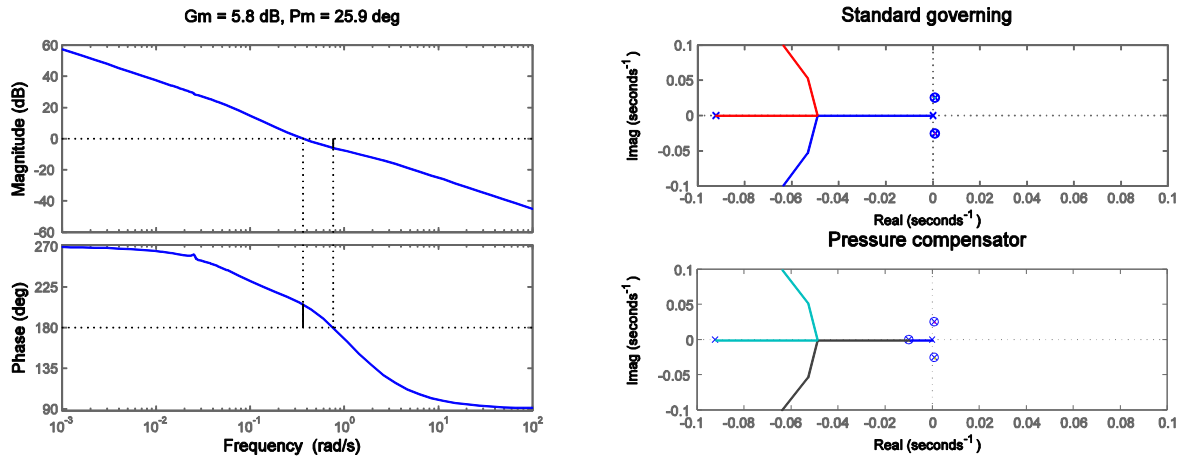 Gm = 5.8 dB, Pm = 25.9 deg
Magnitude (dB)
60
40
20
0
-20
-40
-60
Phase (deg)
270
225
180
135
90
10^-3
10^-2
10^-1
10^0
10^1
10^2
Frequency (rad/s)
Standard governing
Imag (seconds^-1)
0.1
0.05
0
-0.05
-0.1
-0.1 -0.08 -0.06 -0.04 -0.02 0 0.02 0.04 0.06 0.08 0.1
Real (seconds^-1)
Pressure compensator
Imag (seconds^-1)
0.1
0.05
0
-0.05
-0.1
-0.1 -0.08 -0.06 -0.04 -0.02 0 0.02 0.04 0.06 0.08 0.1
Real (seconds^-1)